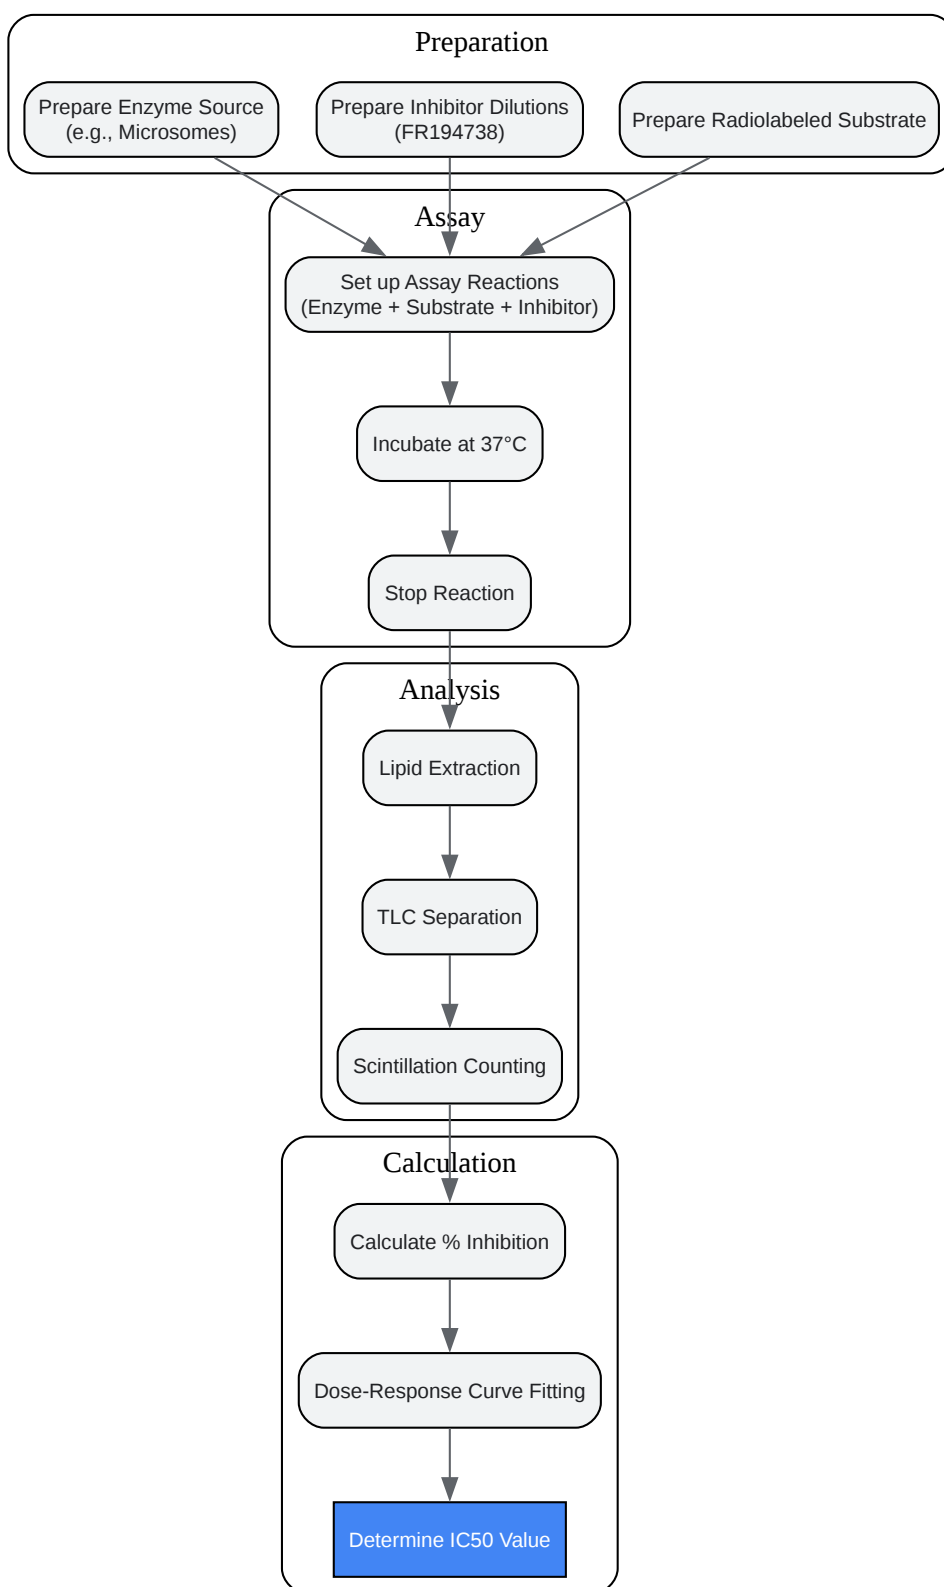 Preparation
Prepare Enzyme Source
(e.g., Microsomes)
Prepare Inhibitor Dilutions
(FR194738)
Prepare Radiolabeled Substrate
Assay
Set up Assay Reactions
(Enzyme + Substrate + Inhibitor)
Incubate at 37°C
Stop Reaction
Analysis
Lipid Extraction
TLC Separation
Scintillation Counting
Calculation
Calculate % Inhibition
Dose-Response Curve Fitting
Determine IC50 Value